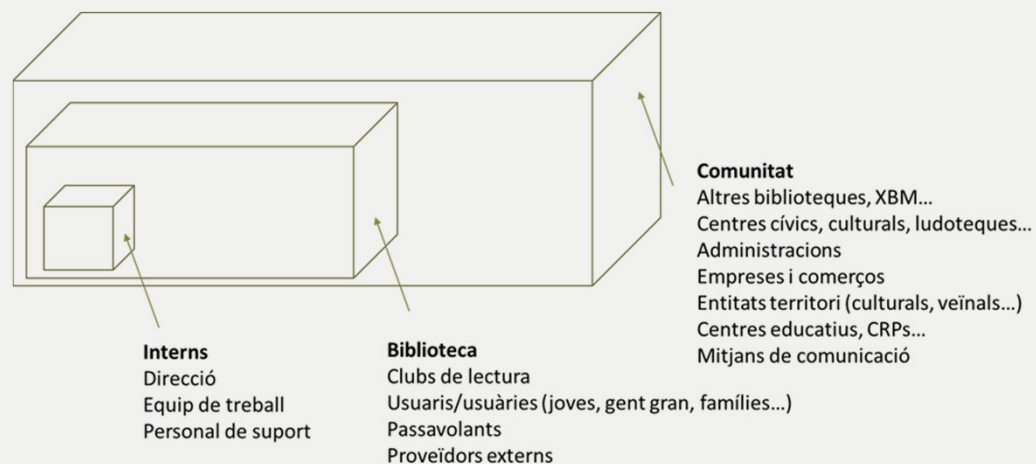 Interns
Direcció
Equip de treball
Personal de suport
Biblioteca
Clubs de lectura
Usuaris/usuàries (joves, gent gran, famílies...)
Passavolants
Proveïdors externs
Comunitat
Altres biblioteques, XBM...
Centres cívics, culturals, ludoteques...
Administracions
Empreses i comerços
Entitats territori (culturals, veïnals...)
Centres educatius, CRPs...
Mitjans de comunicació